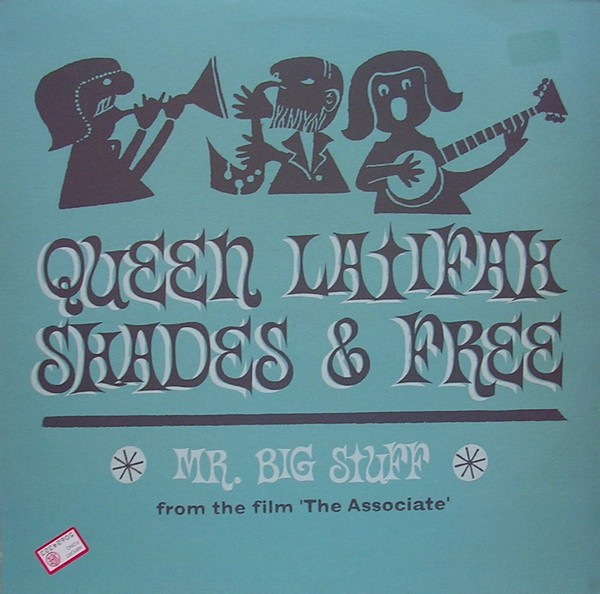 QUEEN LATIFAH
SHADES & FREE
MR. BIG STUFF
from the film 'The Associate'